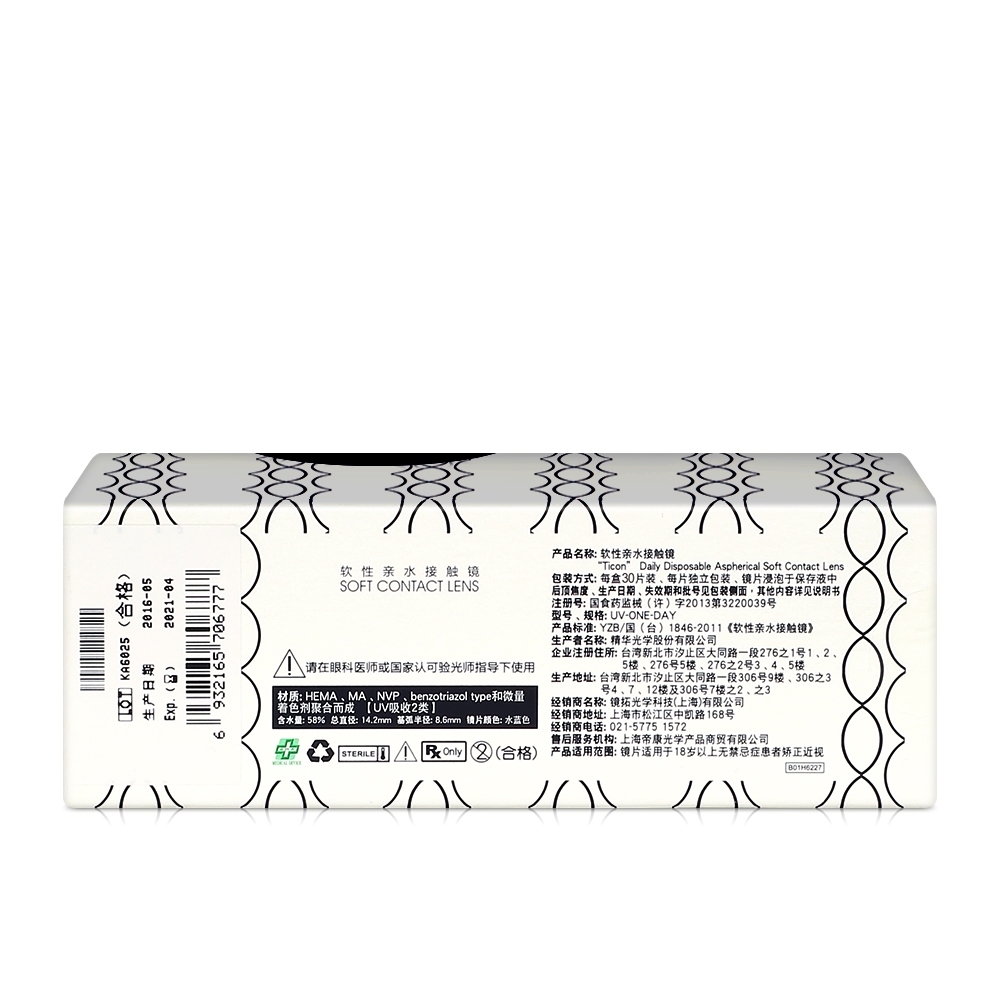 LOT KA6025 (合格)
生产日期 2016-05
Exp. 2021-04
6 932165 706777
软性亲水接触镜
SOFT CONTACT LENS
请在眼科医师或国家认可验光师指导下使用
材质: HEMA、MA、NVP、benzotriazol type和微量
着色剂聚合而成 【UV吸收2类】
含水量: 58% 总直径: 14.2mm 基弧半径: 8.6mm 镜片颜色: 水蓝色
MEDICAL OPTICS
STERILE
Rx Only
2
(合格)
产品名称: 软性亲水接触镜
"Ticon" Daily Disposable Aspherical Soft Contact Lens
包装方式: 每盒30片装、每片独立包装、镜片浸泡于保存液中
后顶焦度、生产日期、失效期和批号见包装侧面，其他内容详见说明书
注册号: 国食药监械（许）字2013第3220039号
型号、规格: UV-ONE-DAY
产品标准: YZB/国（台）1846-2011《软性亲水接触镜》
生产者名称: 精华光学股份有限公司
企业注册住所: 台湾新北市汐止区大同路一段276之1号1、2、
5楼、276号5楼、276之2号3、4、5楼
生产地址: 台湾新北市汐止区大同路一段306号9楼、306之3
号4、7、12楼及306号7楼之2、之3
经销商名称: 镜拓光学科技(上海)有限公司
经销商地址: 上海市松江区中凯路168号
经销商电话: 021-5775 1572
售后服务机构: 上海帝康光学产品商贸有限公司
产品适用范围: 镜片适用于18岁以上无禁忌症患者矫正近视
B01H6227